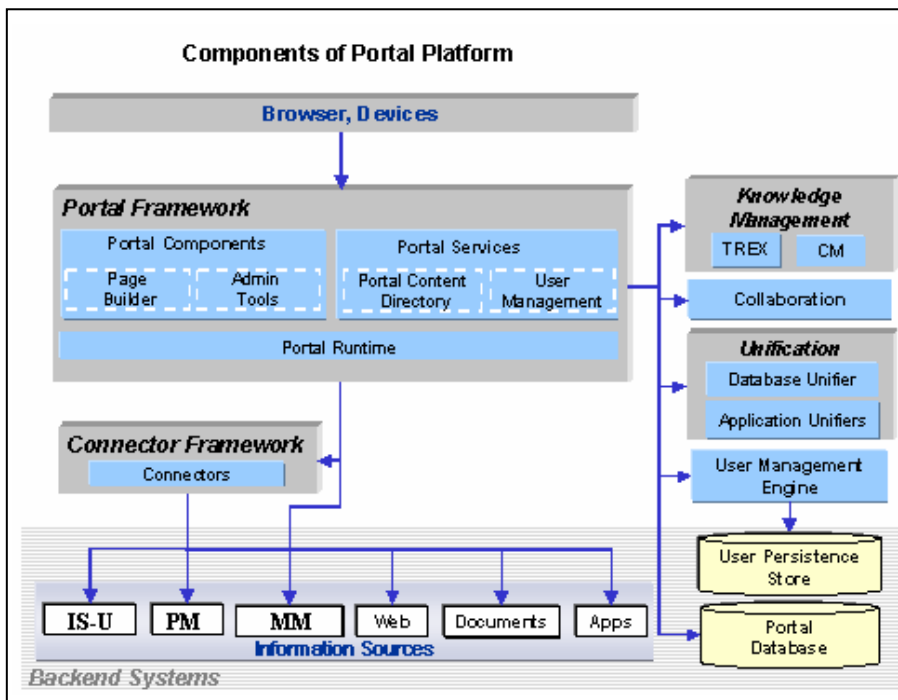 Components of Portal Platform
Browser, Devices
Portal Framework
Portal Components
Page
Builder
Admin
Tools
Portal Services
Portal Content
Directory
User
Management
Portal Runtime
Knowledge
Management
TREX
CM
Collaboration
Unification
Database Unifier
Application Unifiers
User Management
Engine
Connector Framework
Connectors
User Persistence
Store
IS-U
PM
MM
Web
Documents
Apps
Information Sources
Portal
Database
Backend Systems